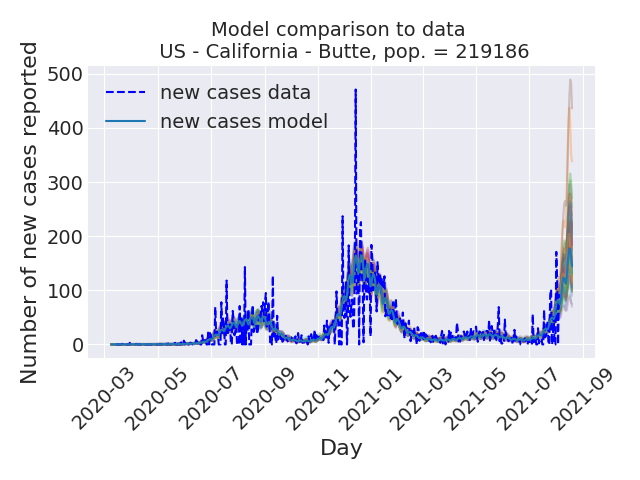 Model comparison to data
US - California - Butte, pop. = 219186
Number of new cases reported
500
400
300
200
100
0
new cases data
new cases model
2020-03
2020-05
2020-07
2020-09
2020-11
2021-01
2021-03
2021-05
2021-07
2021-09
Day